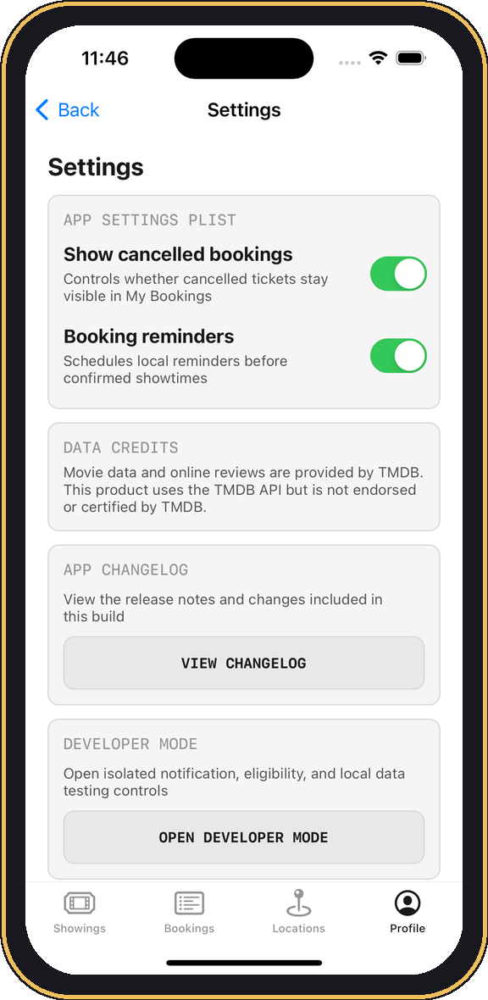 11:46
Back
Settings
Settings
APP SETTINGS PLIST
Show cancelled bookings
Controls whether cancelled tickets stay
visible in My Bookings
Booking reminders
Schedules local reminders before
confirmed showtimes
DATA CREDITS
Movie data and online reviews are provided by TMDB.
This product uses the TMDB API but is not endorsed
or certified by TMDB.
APP CHANGELOG
View the release notes and changes included in
this build
VIEW CHANGELOG
DEVELOPER MODE
Open isolated notification, eligibility, and local data
testing controls
OPEN DEVELOPER MODE
Showings
Bookings
Locations
Profile